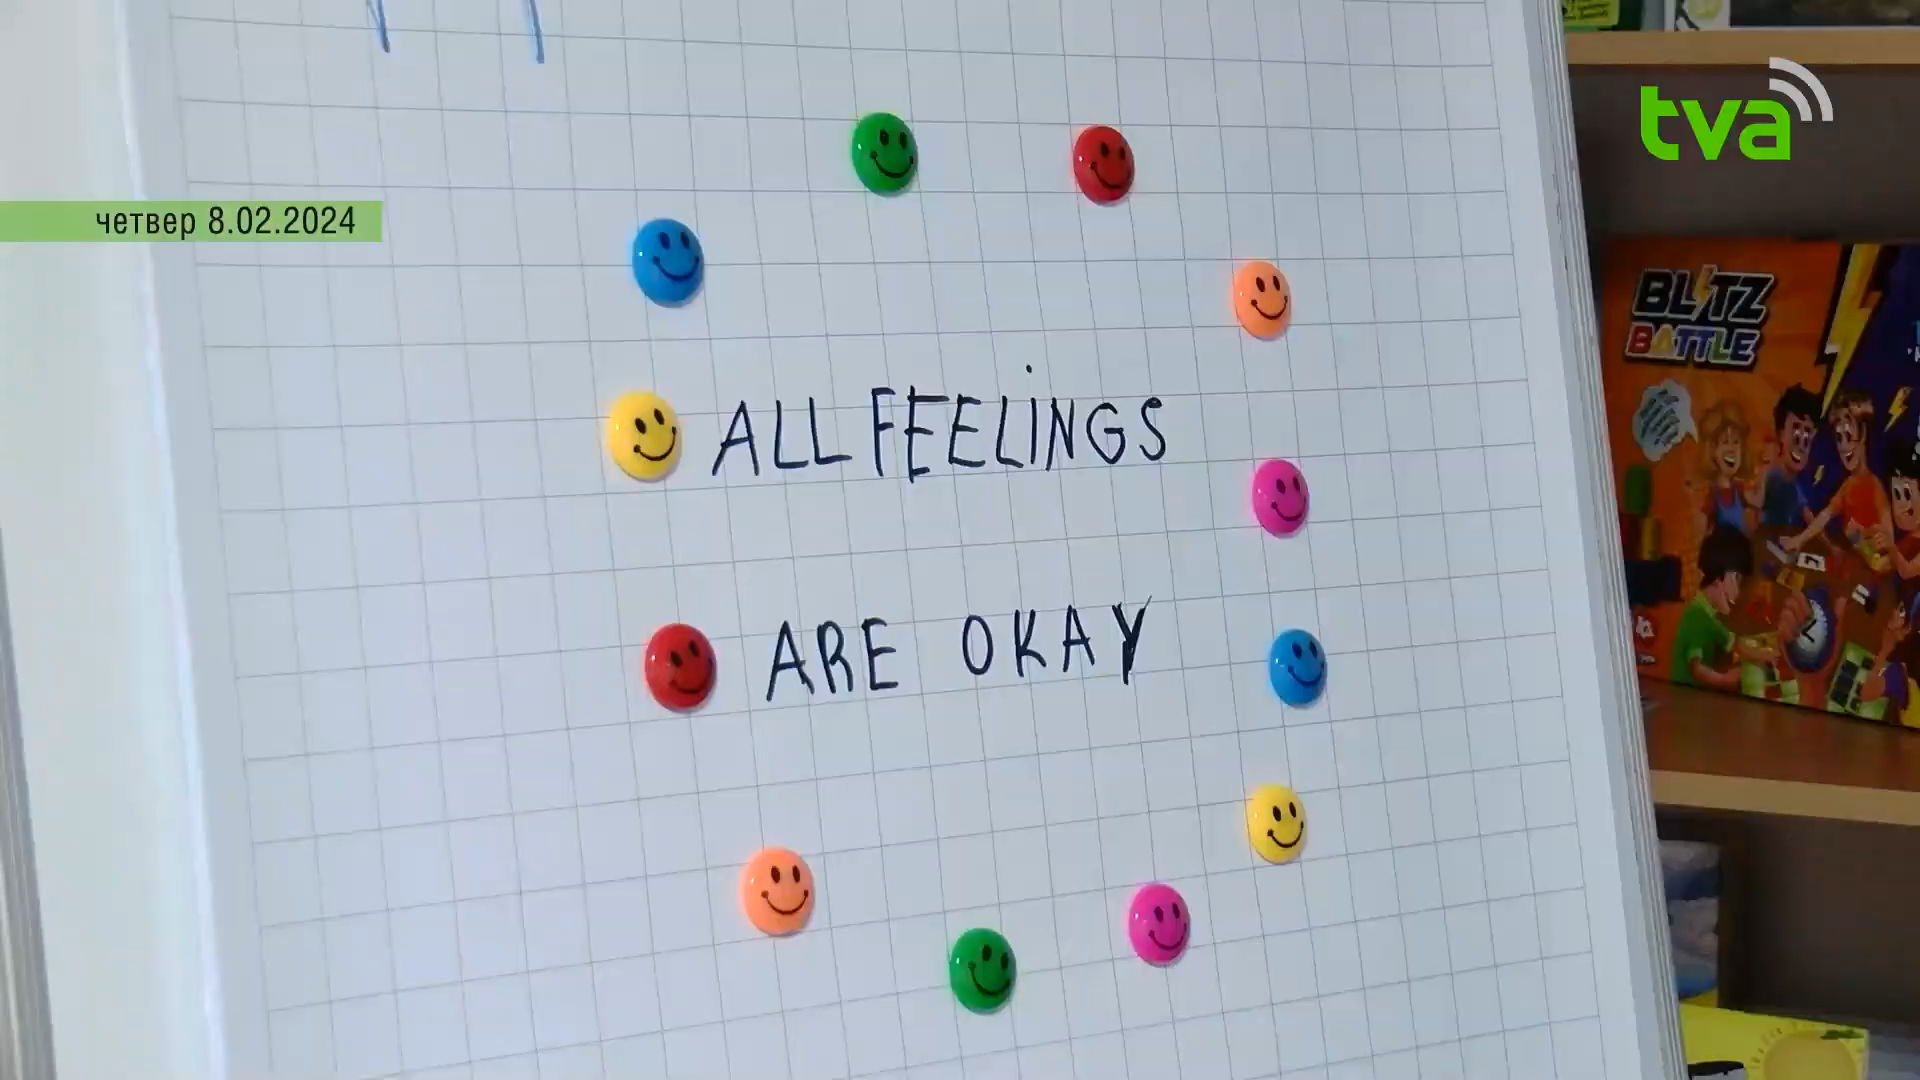 tva
четвер 8.02.2024
BLITZ
BATTLE
ALL FEELiNGS
ARE OKAY